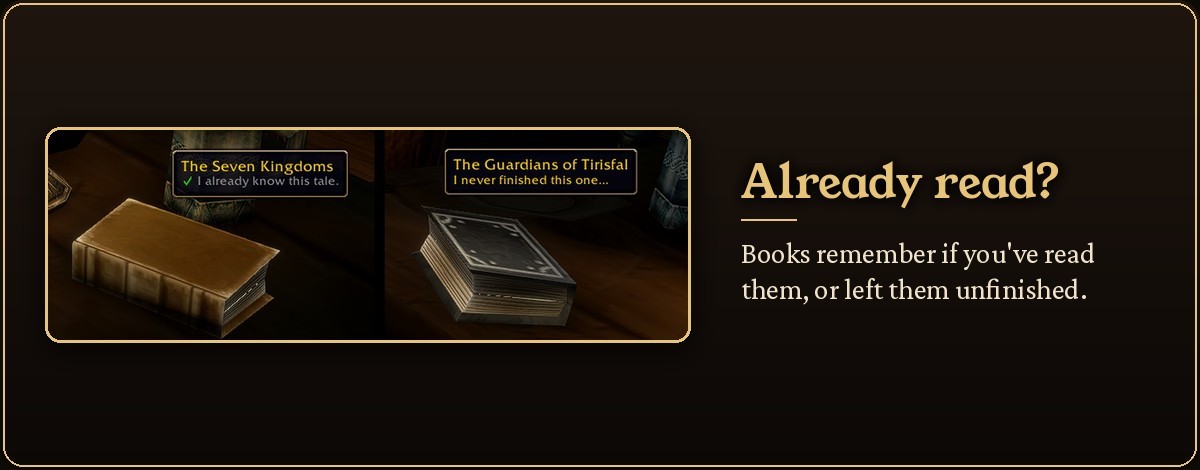 The Seven Kingdoms
✓ I already know this tale.
The Guardians of Tirisfal
I never finished this one...
Already read?
Books remember if you've read
them, or left them unfinished.